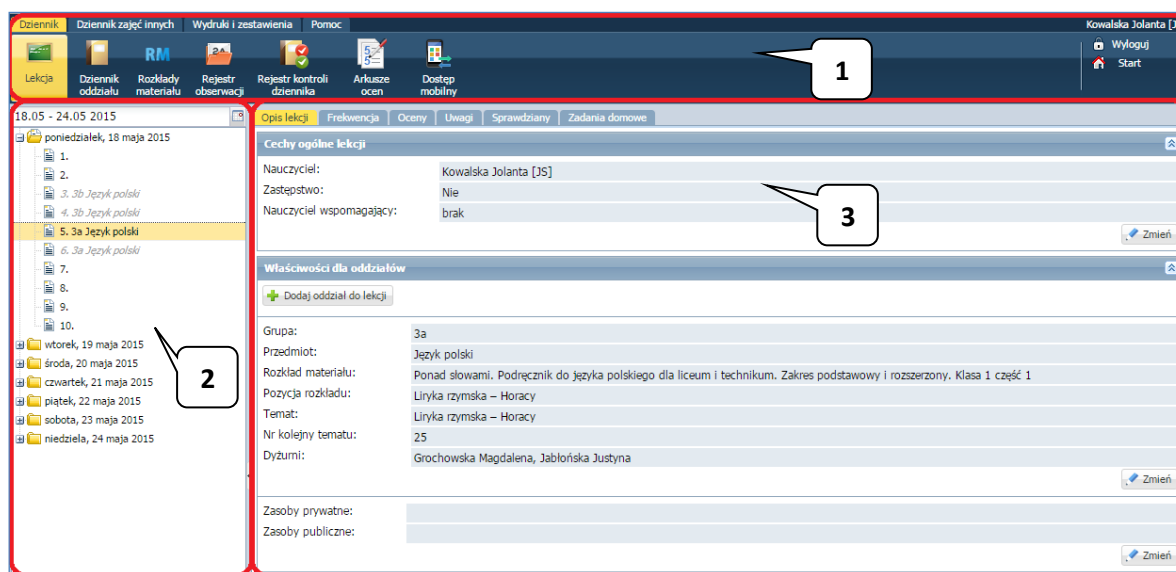 Dziennik Dziennik zajęć innych Wydruki i zestawienia Pomoc Kowalska Jolanta [J
RM 5 5 5 Wyloguj
Lekcja Dziennik oddziału Rozkłady materiału Rejestr obserwacji Rejestr kontroli dziennika Arkusze ocen Dostęp mobilny Start
1
18.05 - 24.05 2015
poniedziałek, 18 maja 2015
1.
2.
3. 3b Język polski
4. 3b Język polski
5. 3a Język polski
6. 3a Język polski
7.
8.
9.
10.
wtorek, 19 maja 2015
środa, 20 maja 2015
czwartek, 21 maja 2015
piątek, 22 maja 2015
sobota, 23 maja 2015
niedziela, 24 maja 2015
2
Opis lekcji Frekwencja Oceny Uwagi Sprawdziany Zadania domowe
Cechy ogólne lekcji
Nauczyciel: Kowalska Jolanta [JS]
Zastępstwo: Nie
Nauczyciel wspomagający: brak
3
Zmień
Właściwości dla oddziałów
Dodaj oddział do lekcji
Grupa: 3a
Przedmiot: Język polski
Rozkład materiału: Ponad słowami. Podręcznik do języka polskiego dla liceum i technikum. Zakres podstawowy i rozszerzony. Klasa 1 część 1
Pozycja rozkładu: Liryka rzymska – Horacy
Temat: Liryka rzymska – Horacy
Nr kolejny tematu: 25
Dyżurni: Grochowska Magdalena, Jabłońska Justyna
Zmień
Zasoby prywatne:
Zasoby publiczne:
Zmień